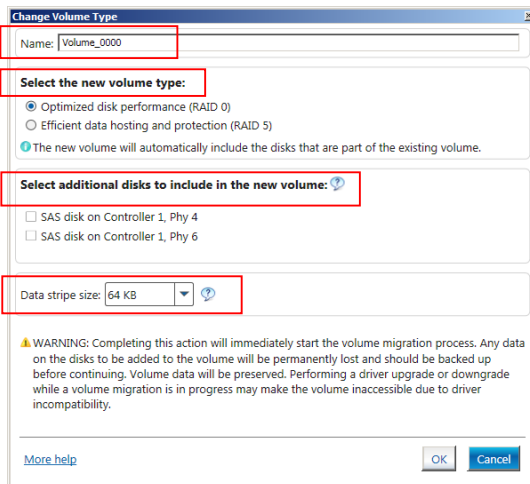 Change Volume Type
Name: Volume_0000
Select the new volume type:
Optimized disk performance (RAID 0)
Efficient data hosting and protection (RAID 5)
The new volume will automatically include the disks that are part of the existing volume.
Select additional disks to include in the new volume:
SAS disk on Controller 1, Phy 4
SAS disk on Controller 1, Phy 6
Data stripe size: 64 KB
WARNING: Completing this action will immediately start the volume migration process. Any data
on the disks to be added to the volume will be permanently lost and should be backed up
before continuing. Volume data will be preserved. Performing a driver upgrade or downgrade
while a volume migration is in progress may make the volume inaccessible due to driver
incompatibility.
More help
OK
Cancel